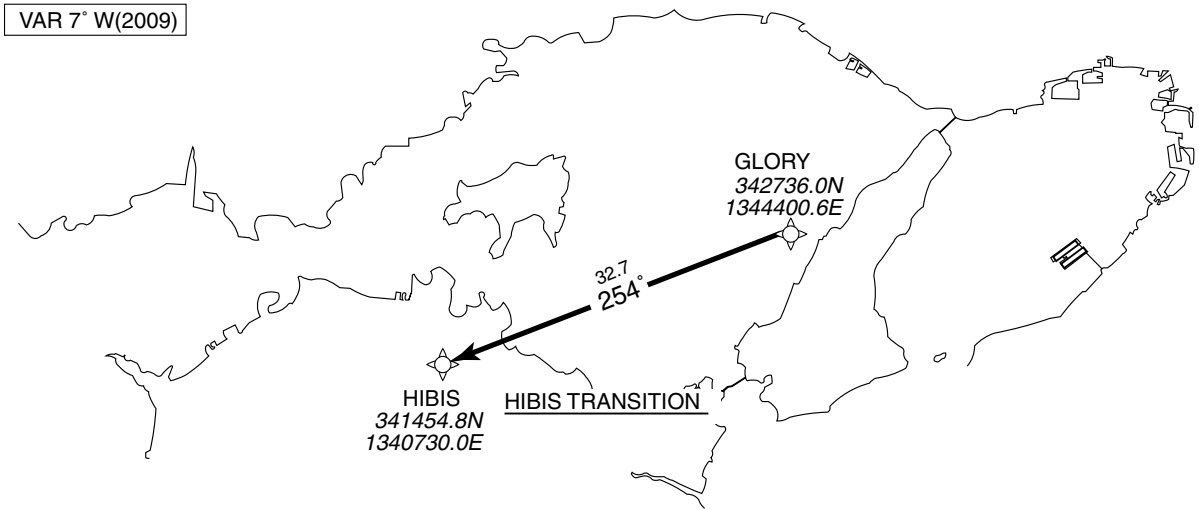 VAR 7° W(2009)
GLORY
342736.0N
1344400.6E
32.7
254°
HIBIS
341454.8N
1340730.0E
HIBIS TRANSITION